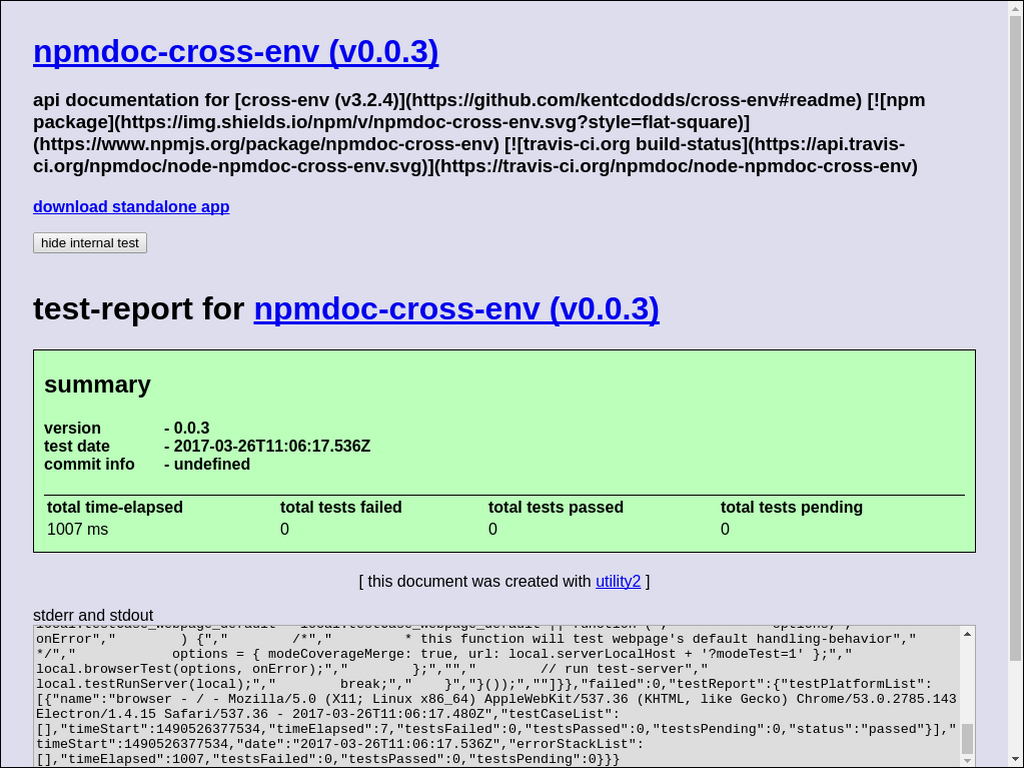 npmdoc-cross-env (v0.0.3)
api documentation for [cross-env (v3.2.4)](https://github.com/kentcdodds/cross-env#readme) [![npm
package](https://img.shields.io/npm/v/npmdoc-cross-env.svg?style=flat-square)]
(https://www.npmjs.org/package/npmdoc-cross-env) [![travis-ci.org build-status](https://api.travis-
ci.org/npmdoc/node-npmdoc-cross-env.svg)](https://travis-ci.org/npmdoc/node-npmdoc-cross-env)
download standalone app
hide internal test
test-report for npmdoc-cross-env (v0.0.3)
summary
version - 0.0.3
test date - 2017-03-26T11:06:17.536Z
commit info - undefined
total time-elapsed total tests failed total tests passed total tests pending
1007 ms 0 0 0
[ this document was created with utility2 ]
stderr and stdout
onError","        ) {","        /*","         * this function will test webpage's default handling-behavior","
*/","            options = { modeCoverageMerge: true, url: local.serverLocalHost + '?modeTest=1' };","
local.browserTest(options, onError);","        };","","        // run test-server","
local.testRunServer(local);","        break;","    }","}());",""]}},"failed":0,"testReport":{"testPlatformList":
[{"name":"browser - / - Mozilla/5.0 (X11; Linux x86_64) AppleWebKit/537.36 (KHTML, like Gecko) Chrome/53.0.2785.143
Electron/1.4.15 Safari/537.36 - 2017-03-26T11:06:17.480Z","testCaseList":
[],"timeStart":1490526377534,"timeElapsed":7,"testsFailed":0,"testsPassed":0,"testsPending":0,"status":"passed"}],"
timeStart":1490526377534,"date":"2017-03-26T11:06:17.536Z","errorStackList":
[],"timeElapsed":1007,"testsFailed":0,"testsPassed":0,"testsPending":0}}}